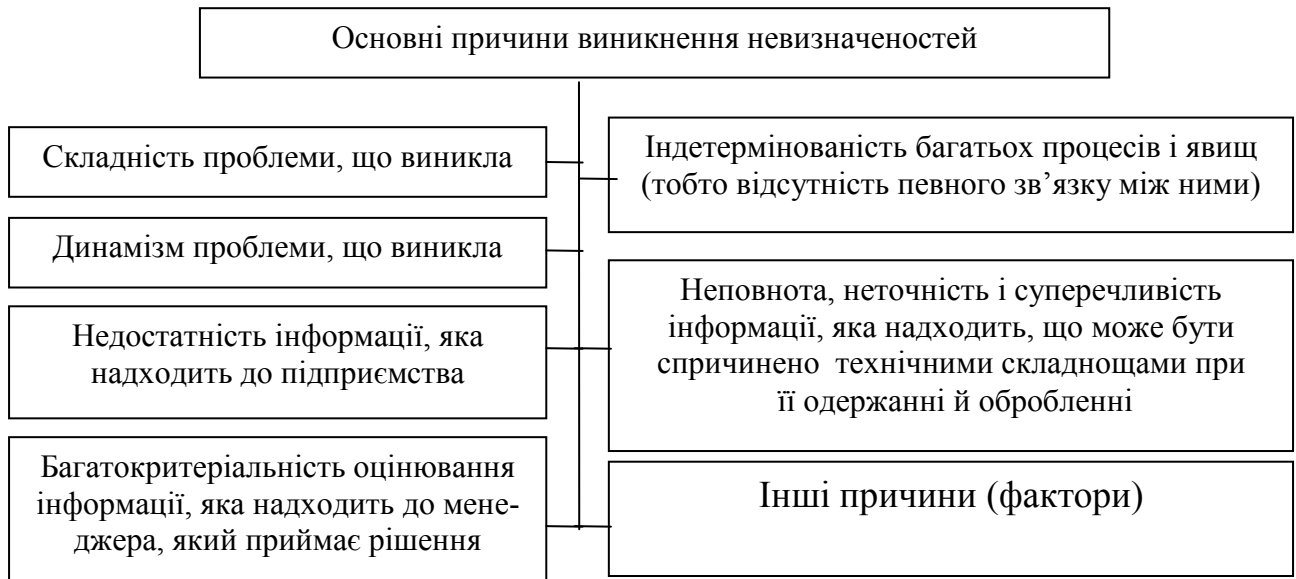 Основні причини виникнення невизначеностей
Складність проблеми, що виникла
Індетермінованість багатьох процесів і явищ
(тобто відсутність певного зв’язку між ними)
Динамізм проблеми, що виникла
Неповнота, неточність і суперечливість
інформації, яка надходить, що може бути
спричинено технічними складнощами при
її одержанні й обробленні
Недостатність інформації, яка
надходить до підприємства
Багатокритеріальність оцінювання
інформації, яка надходить до мене-
джера, який приймає рішення
Інші причини (фактори)